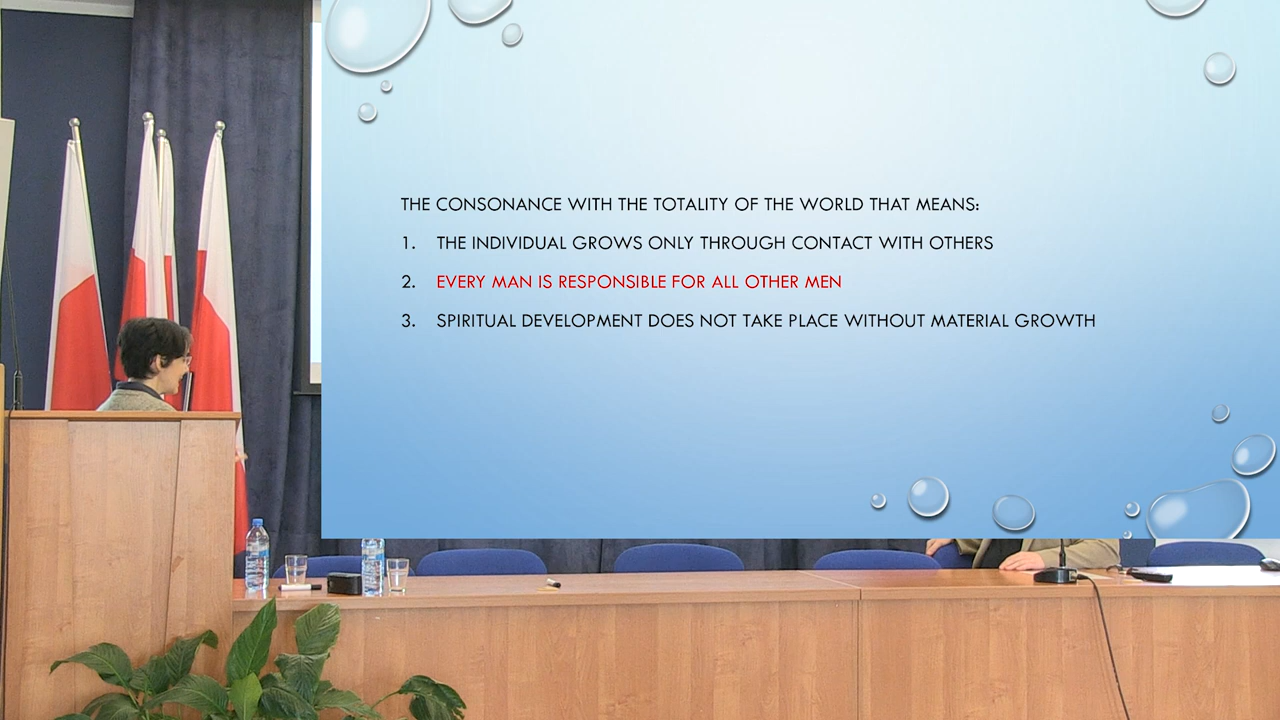 THE CONSONANCE WITH THE TOTALITY OF THE WORLD THAT MEANS:
1. THE INDIVIDUAL GROWS ONLY THROUGH CONTACT WITH OTHERS
2. EVERY MAN IS RESPONSIBLE FOR ALL OTHER MEN
3. SPIRITUAL DEVELOPMENT DOES NOT TAKE PLACE WITHOUT MATERIAL GROWTH